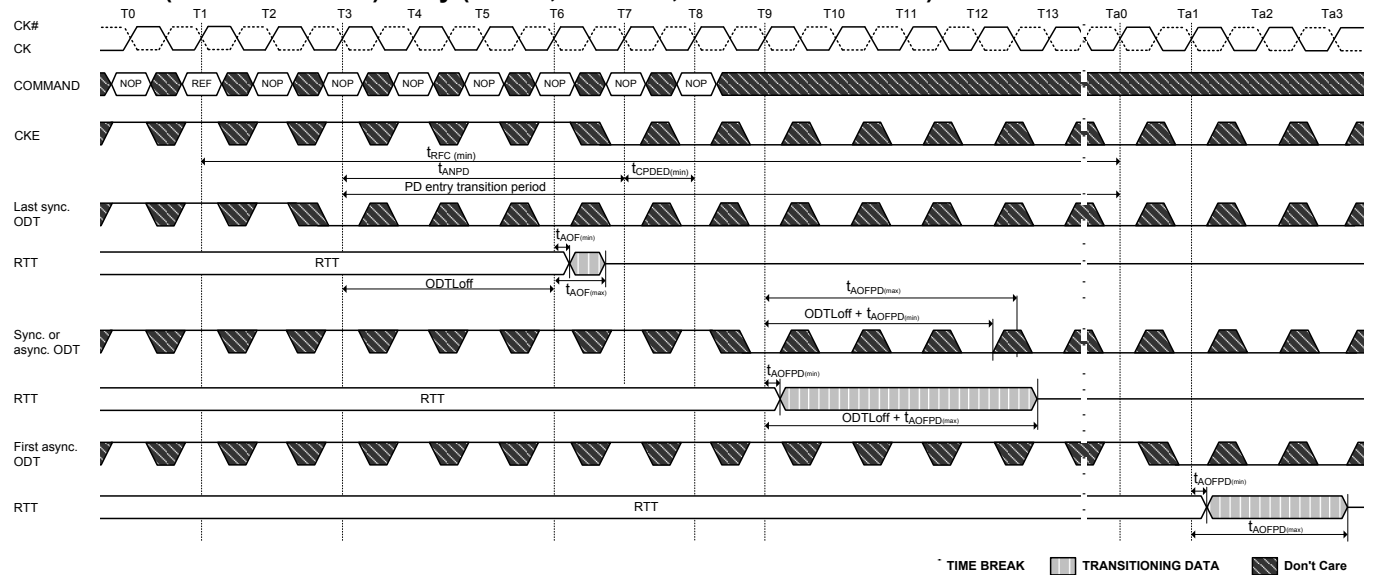 T0 T1 T2 T3 T4 T5 T6 T7 T8 T9 T10 T11 T12 T13 Ta0 Ta1 Ta2 Ta3
CK#
CK
COMMAND NOP REF NOP NOP NOP NOP NOP NOP NOP
CKE
tRFC (min)
tANPD tCPDED(min)
PD entry transition period
Last sync.
ODT
tAOF(min)
RTT RTT
ODTLoff tAOF(max)
tAOFPD(max)
ODTLoff + tAOFPD(min)
Sync. or
async. ODT
tAOFPD(min)
RTT RTT
ODTLoff + tAOFPD(max)
First async.
ODT
tAOFPD(min)
RTT RTT
tAOFPD(max)
TIME BREAK TRANSITIONING DATA Don't Care